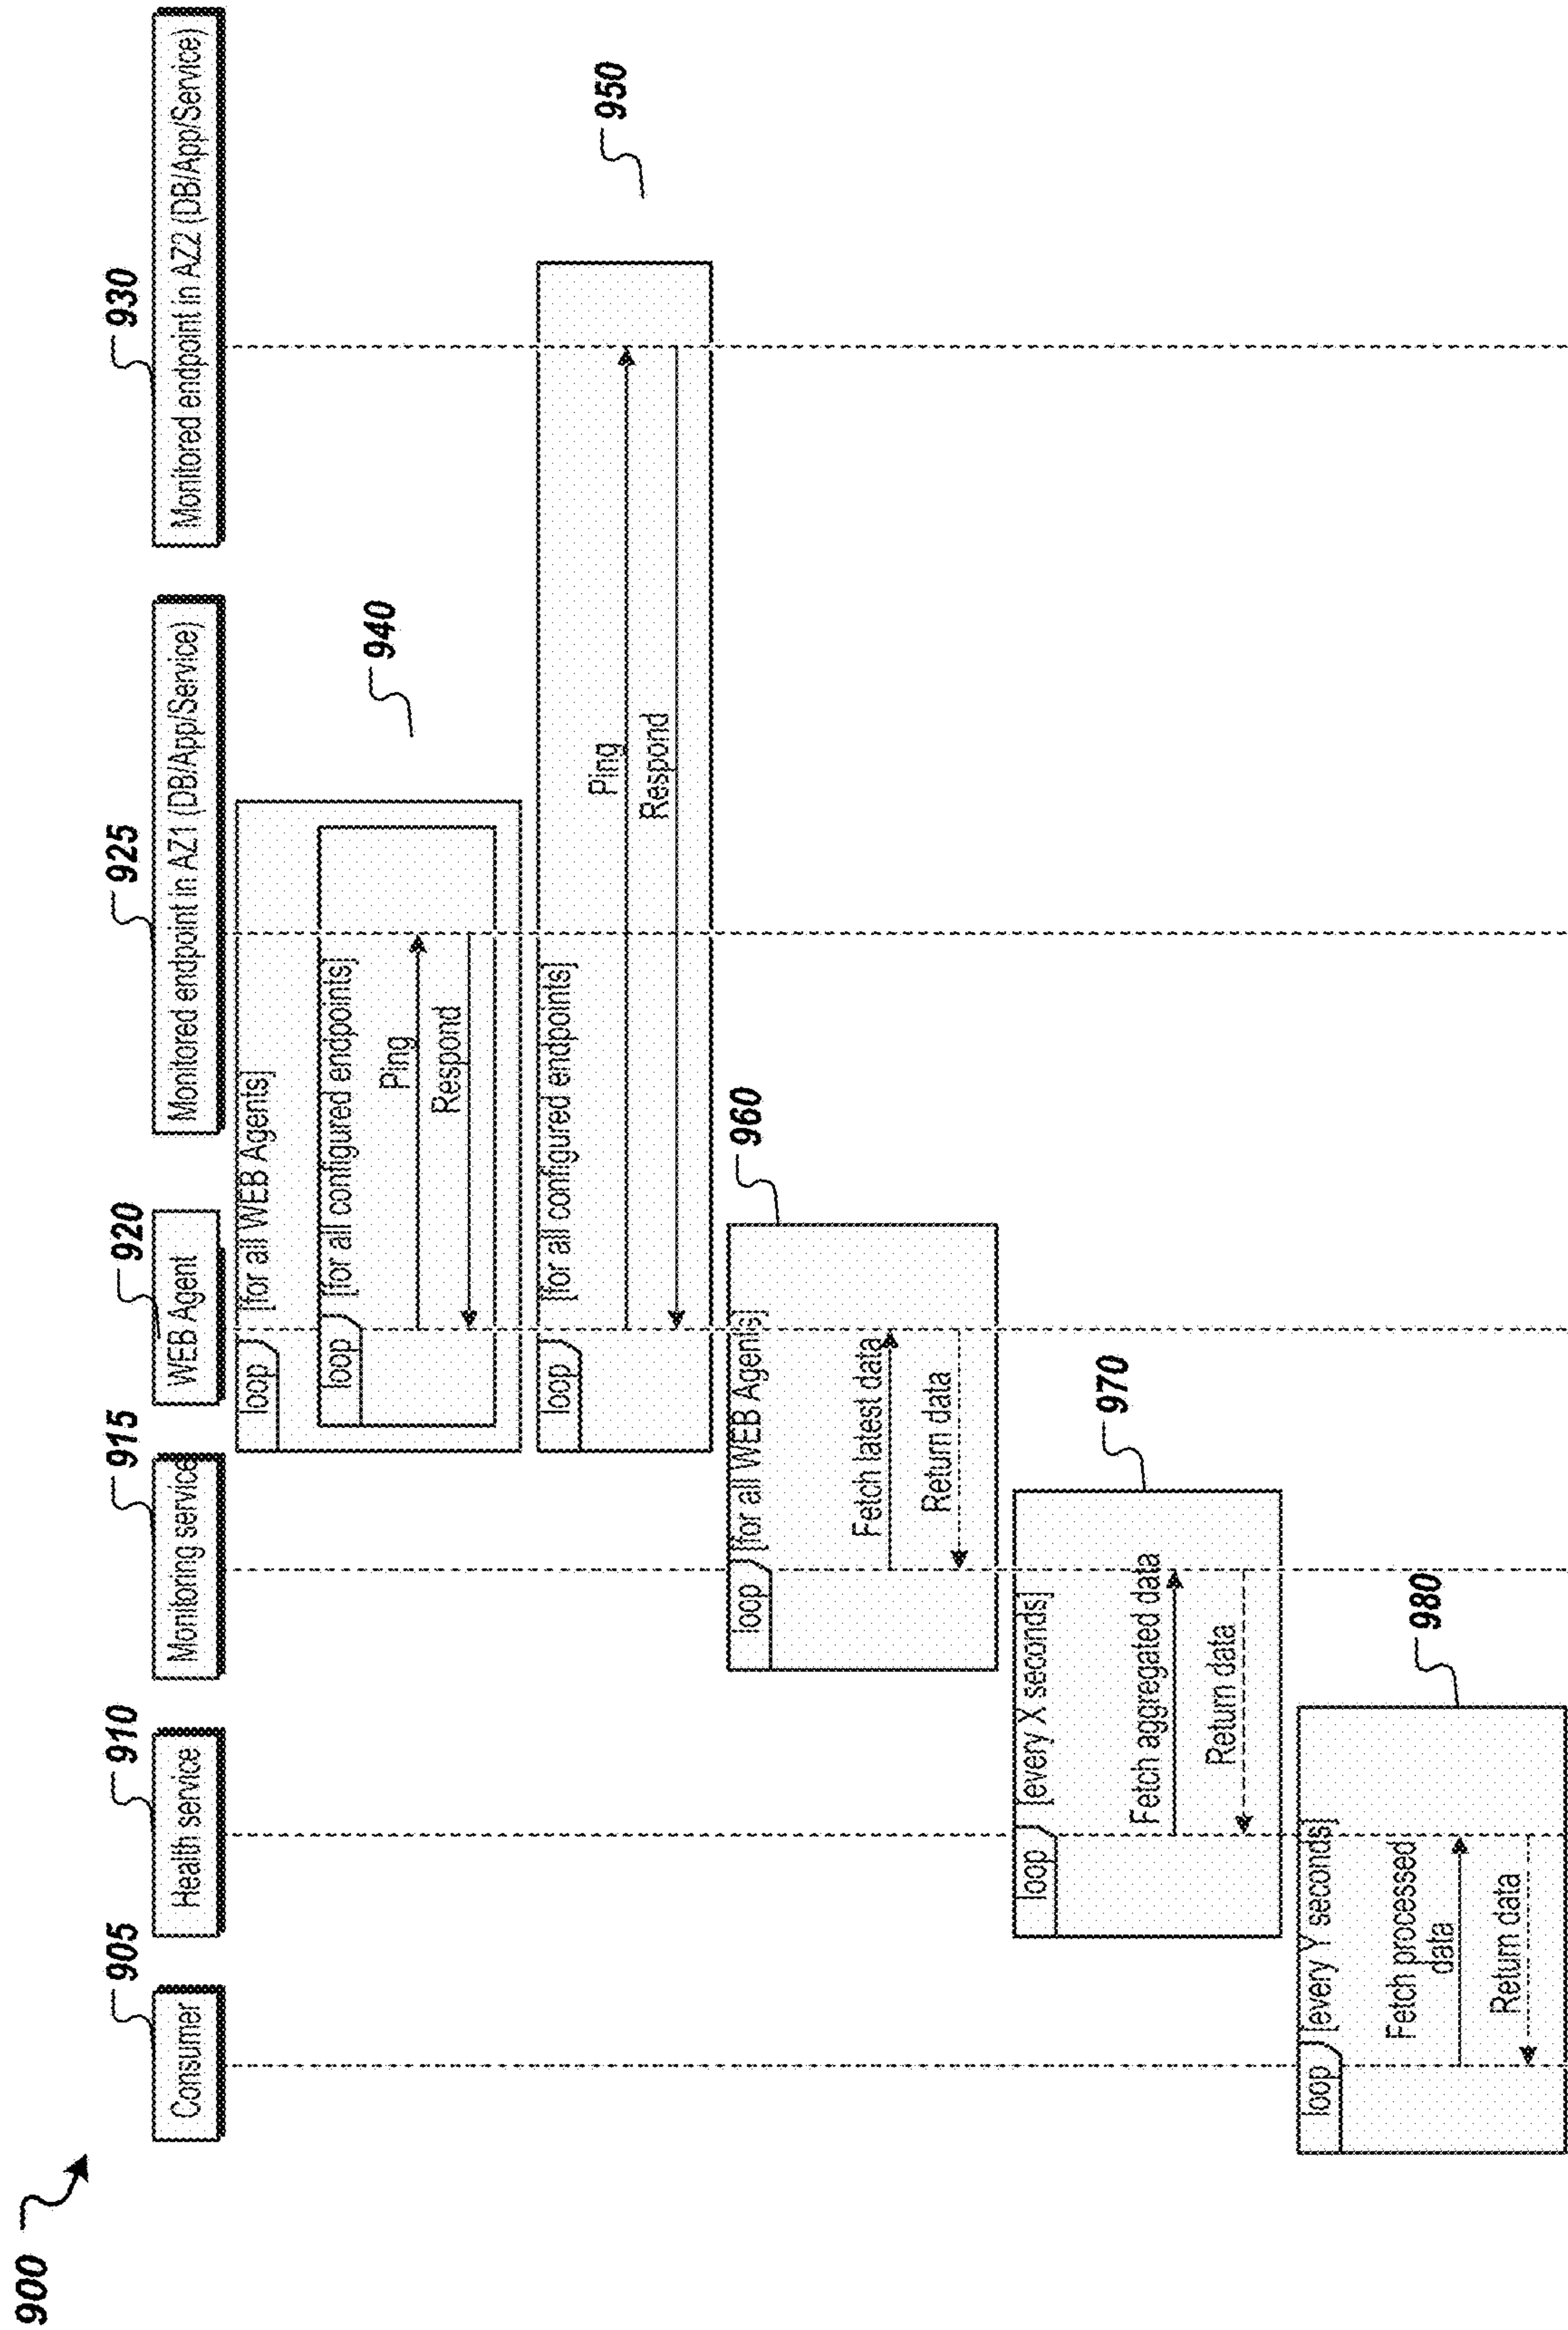 900
905
910
915
920
925
930
Consumer
Health service
Monitoring service
WEB Agent
Monitored endpoint in AZ1 (DB/App/Service)
Monitored endpoint in AZ2 (DB/App/Service)
loop
[for all WEB Agents]
loop
[for all configured endpoints]
Ping
Respond
940
loop
[for all configured endpoints]
Ping
Respond
950
loop
[for all WEB Agents]
Fetch latest data
Return data
960
loop
[every X seconds]
Fetch aggregated data
Return data
970
loop
[every Y seconds]
Fetch processed
data
Return data
980